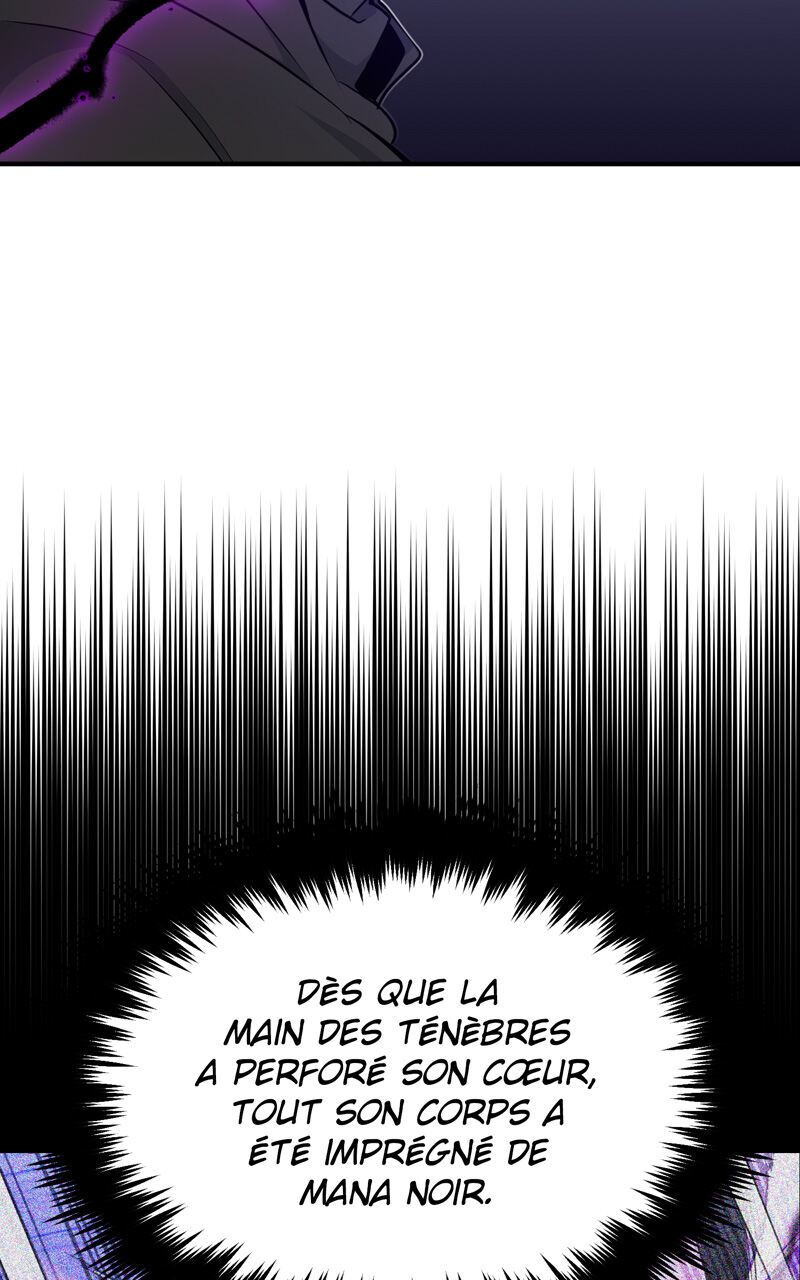 DÈS QUE LA
MAIN DES TÉNÈBRES
A PERFORÉ SON CŒUR,
TOUT SON CORPS A
ÉTÉ IMPRÉGNÉ DE
MANA NOIR.